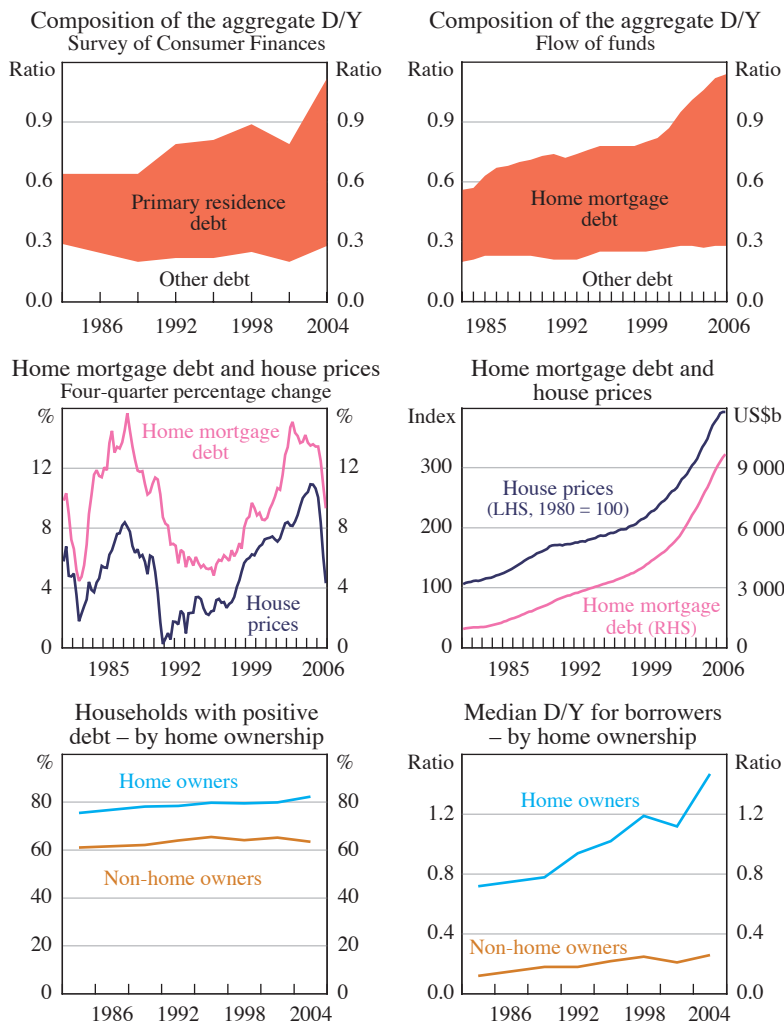 Composition of the aggregate D/Y
Survey of Consumer Finances
Ratio Ratio
0.9 0.9
0.6 0.6
Primary residence
debt
0.3 0.3
Other debt
0.0 0.0
1986 1992 1998 2004
Composition of the aggregate D/Y
Flow of funds
Ratio Ratio
0.9 0.9
0.6 0.6
Home mortgage
debt
0.3 0.3
Other debt
0.0 0.0
1985 1992 1999 2006
Home mortgage debt and house prices
Four-quarter percentage change
% %
Home mortgage
debt
12 12
8 8
4 4
House
prices
0 0
1985 1992 1999 2006
Home mortgage debt and
house prices
Index US$b
300 9 000
House prices
(LHS, 1980 = 100)
200 6 000
100 3 000
Home mortgage
debt (RHS)
0 0
1985 1992 1999 2006
Households with positive
debt – by home ownership
% %
Home owners
80 80
60 60
Non-home owners
40 40
20 20
0 0
1986 1992 1998 2004
Median D/Y for borrowers
– by home ownership
Ratio Ratio
Home owners
1.2 1.2
0.8 0.8
0.4 0.4
Non-home owners
0.0 0.0
1986 1992 1998 2004